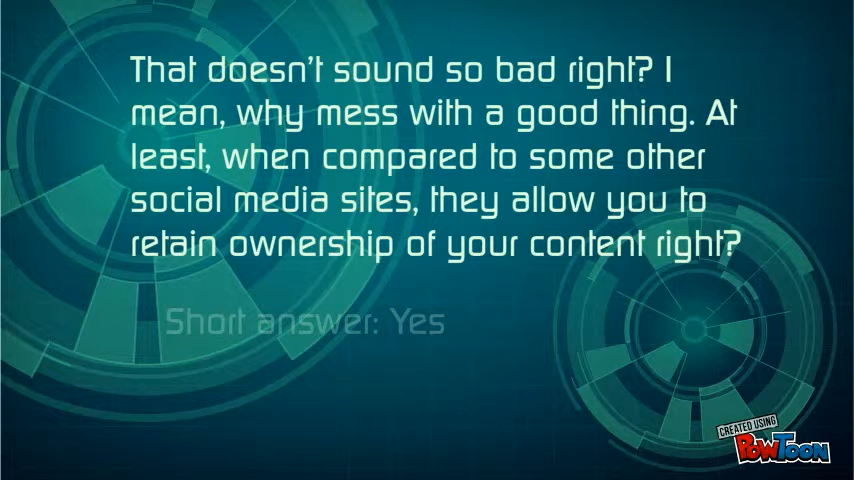 That doesn't sound so bad right? I
mean, why mess with a good thing. At
least, when compared to some other
social media sites, they allow you to
retain ownership of your content right?
Short answer: Yes
CREATED USING
POWTOON